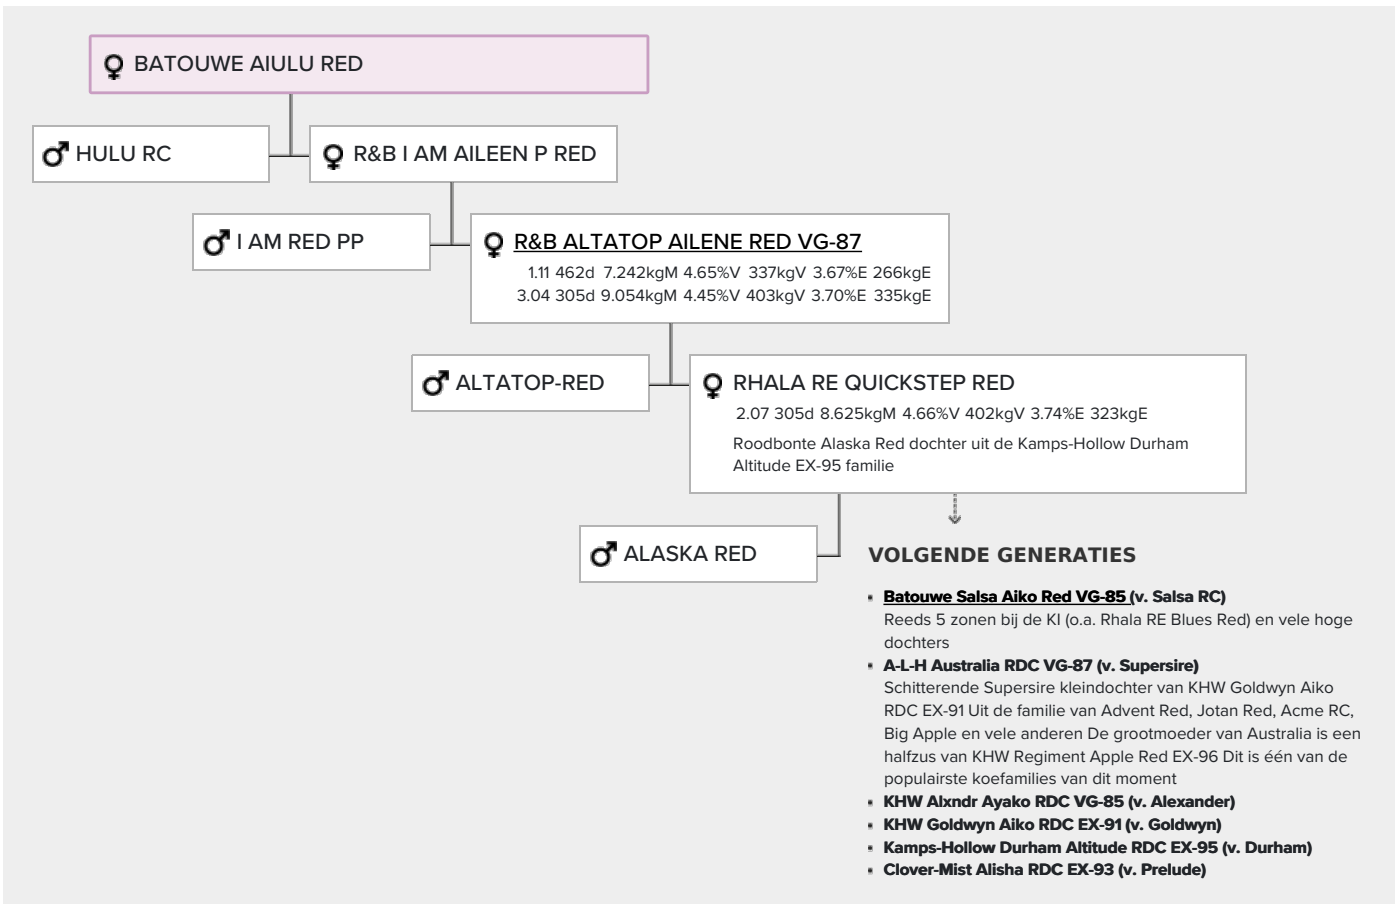 BATOUWE AIULU RED
HULU RC
R&B I AM AILEEN P RED
I AM RED PP
R&B ALTATOP AILENE RED VG-87
1.11 462d 7.242kgM 4.65%V 337kgV 3.67%E 266kgE
3.04 305d 9.054kgM 4.45%V 403kgV 3.70%E 335kgE
ALTATOP-RED
RHALA RE QUICKSTEP RED
2.07 305d 8.625kgM 4.66%V 402kgV 3.74%E 323kgE
Roodbonte Alaska Red dochter uit de Kamps-Hollow Durham
Altitude EX-95 familie
ALASKA RED
VOLGENDE GENERATIES
Batouwe Salsa Aiko Red VG-85 (v. Salsa RC)
Reeds 5 zonen bij de KI (o.a. Rhala RE Blues Red) en vele hoge
dochters
A-L-H Australia RDC VG-87 (v. Supersire)
Schitterende Supersire kleindochter van KHW Goldwyn Aiko
RDC EX-91 Uit de familie van Advent Red, Jotan Red, Acme RC,
Big Apple en vele anderen De grootmoeder van Australia is een
halfzus van KHW Regiment Apple Red EX-96 Dit is één van de
populairste koefamilies van dit moment
KHW Alxndr Ayako RDC VG-85 (v. Alexander)
KHW Goldwyn Aiko RDC EX-91 (v. Goldwyn)
Kamps-Hollow Durham Altitude RDC EX-95 (v. Durham)
Clover-Mist Alisha RDC EX-93 (v. Prelude)